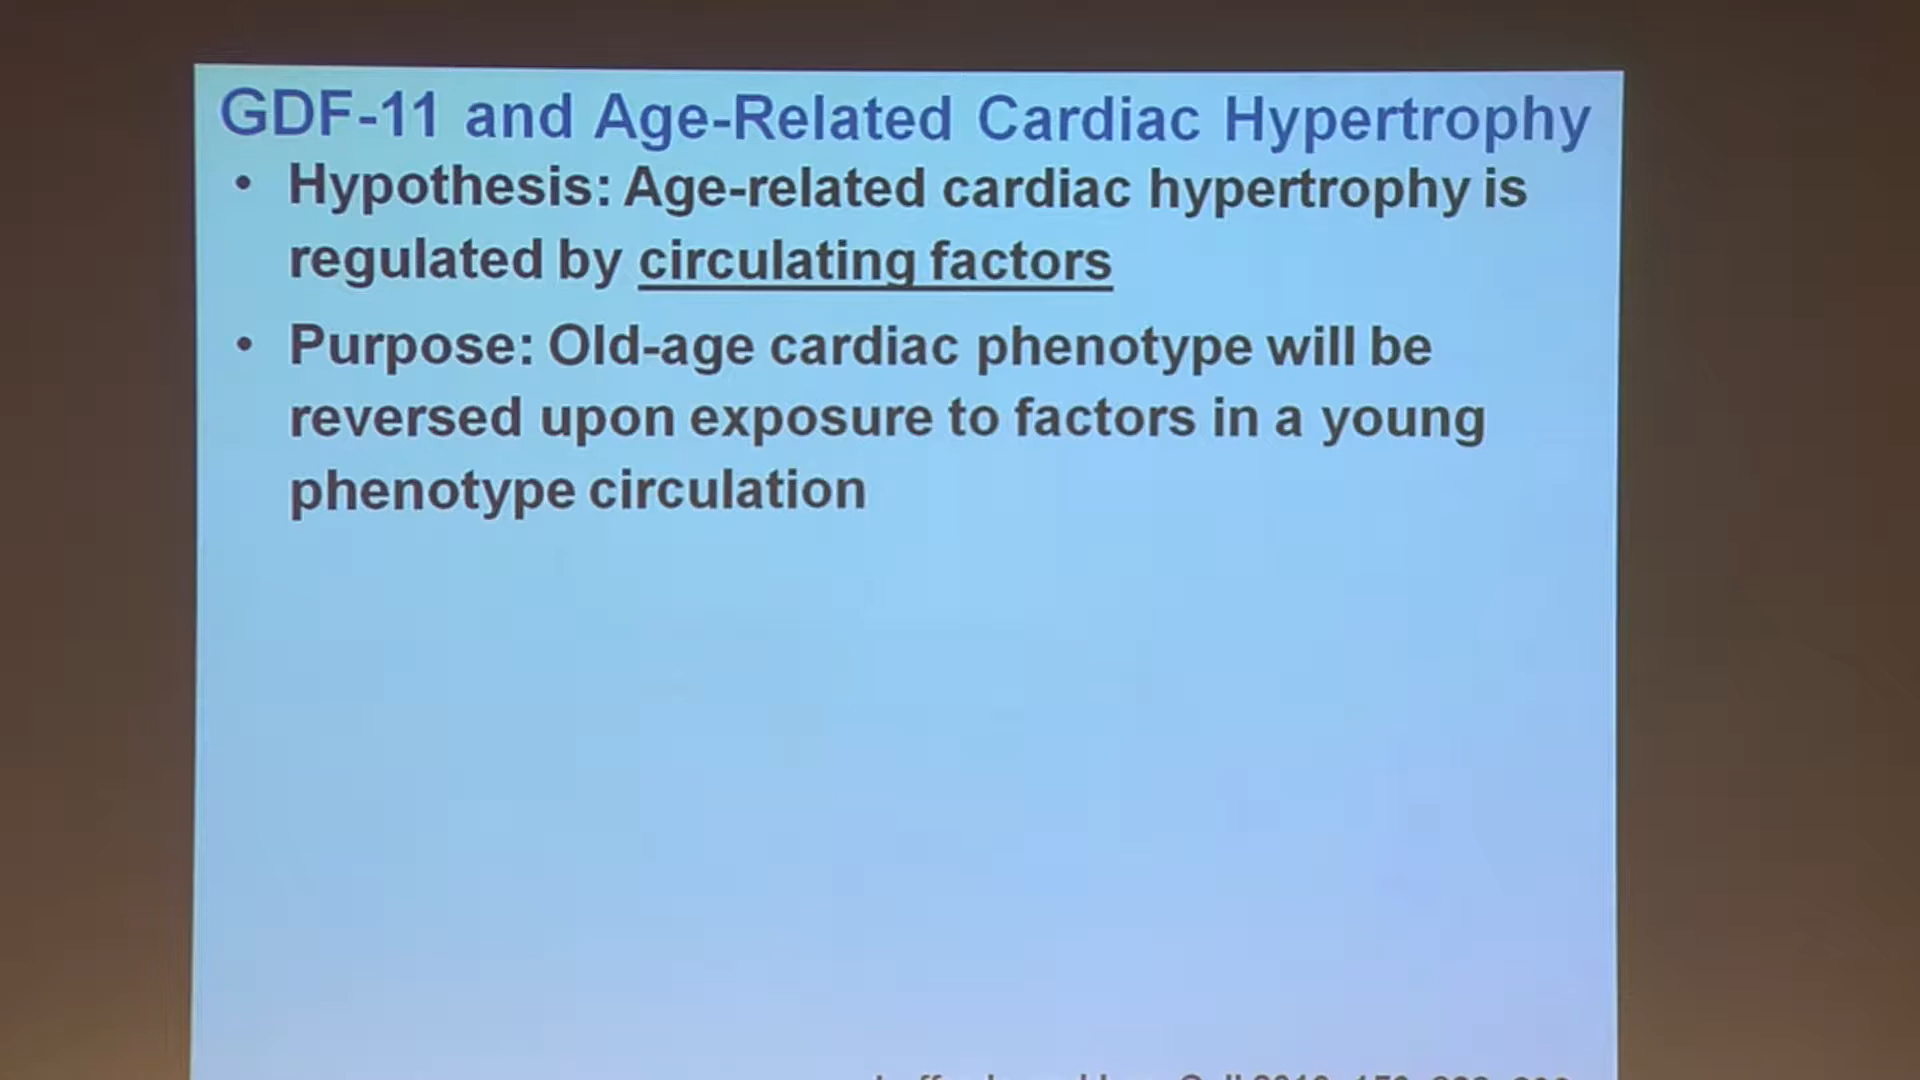 GDF-11 and Age-Related Cardiac Hypertrophy
• Hypothesis: Age-related cardiac hypertrophy is
regulated by circulating factors
• Purpose: Old-age cardiac phenotype will be
reversed upon exposure to factors in a young
phenotype circulation